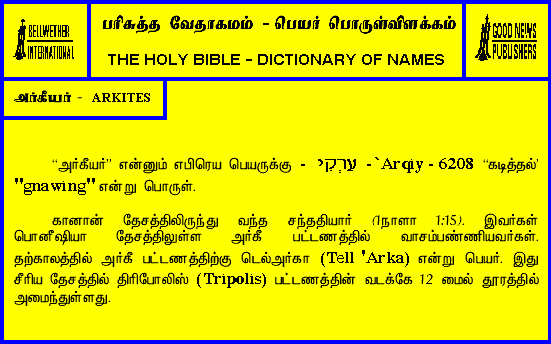 BELLWETHER
INTERNATIONAL
பரிசுத்த வேதாகமம் - பெயர் பொருள்விளக்கம்
THE HOLY BIBLE - DICTIONARY OF NAMES
GOOD NEWS
PUBLISHERS
அர்கீயர் - ARKITES
“அர்கீயர்” என்னும் எபிரெய பெயருக்கு - עַרְקִי - `Arqiy - 6208 “கடித்தல்’
"gnawing" என்று பொருள்.
கானான் தேசத்திலிருந்து வந்த சந்ததியார் (1நாளா 1:15). இவர்கள்
பொனீஷியா தேசத்திலுள்ள அர்கீ பட்டணத்தில் வாசம்பண்ணியவர்கள்.
தற்காலத்தில் அர்கீ பட்டணத்திற்கு டெல்அர்கா (Tell 'Arka) என்று பெயர். இது
சீரிய தேசத்தில் திரிபோலிஸ் (Tripolis) பட்டணத்தின் வடக்கே 12 மைல் தூரத்தில்
அமைந்துள்ளது.